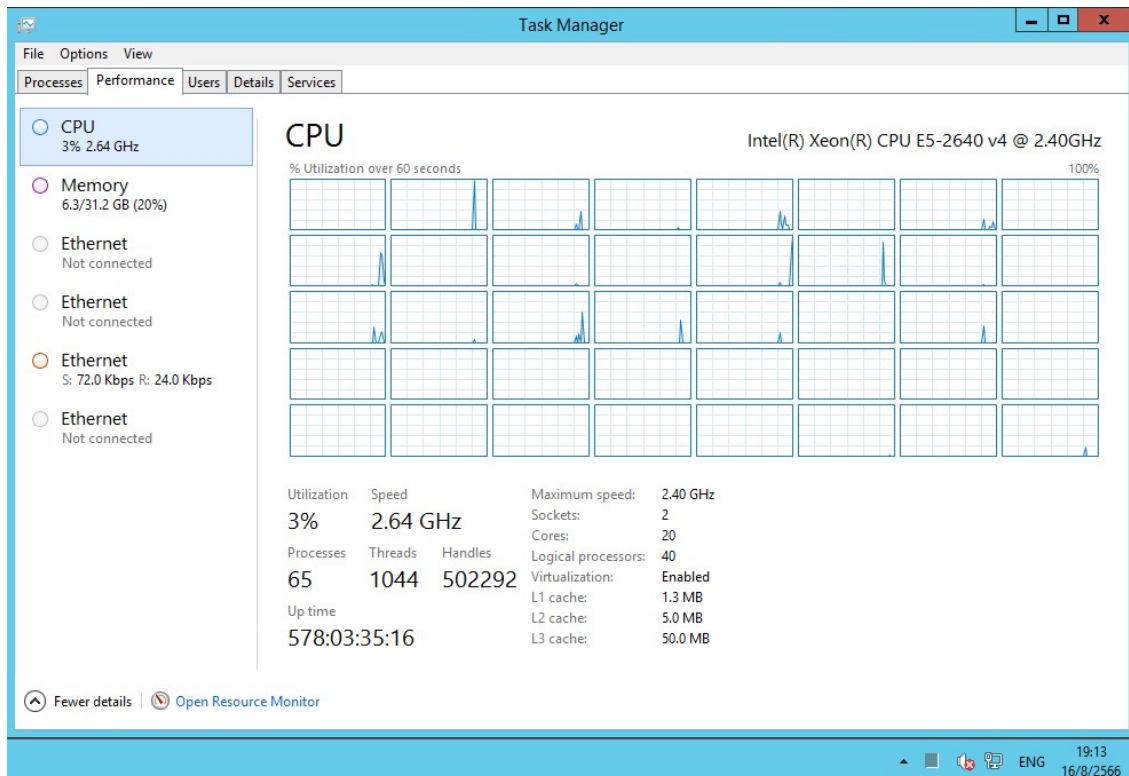 Task Manager
File Options View
Processes Performance Users Details Services
CPU
3% 2.64 GHz
Memory
6.3/31.2 GB (20%)
Ethernet
Not connected
Ethernet
Not connected
Ethernet
S: 72.0 Kbps R: 24.0 Kbps
Ethernet
Not connected
CPU Intel(R) Xeon(R) CPU E5-2640 v4 @ 2.40GHz
% Utilization over 60 seconds 100%
Utilization Speed
3% 2.64 GHz
Processes Threads Handles
65 1044 502292
Up time
578:03:35:16
Maximum speed: 2.40 GHz
Sockets: 2
Cores: 20
Logical processors: 40
Virtualization: Enabled
L1 cache: 1.3 MB
L2 cache: 5.0 MB
L3 cache: 50.0 MB
Fewer details Open Resource Monitor
ENG 19:13
16/8/2566